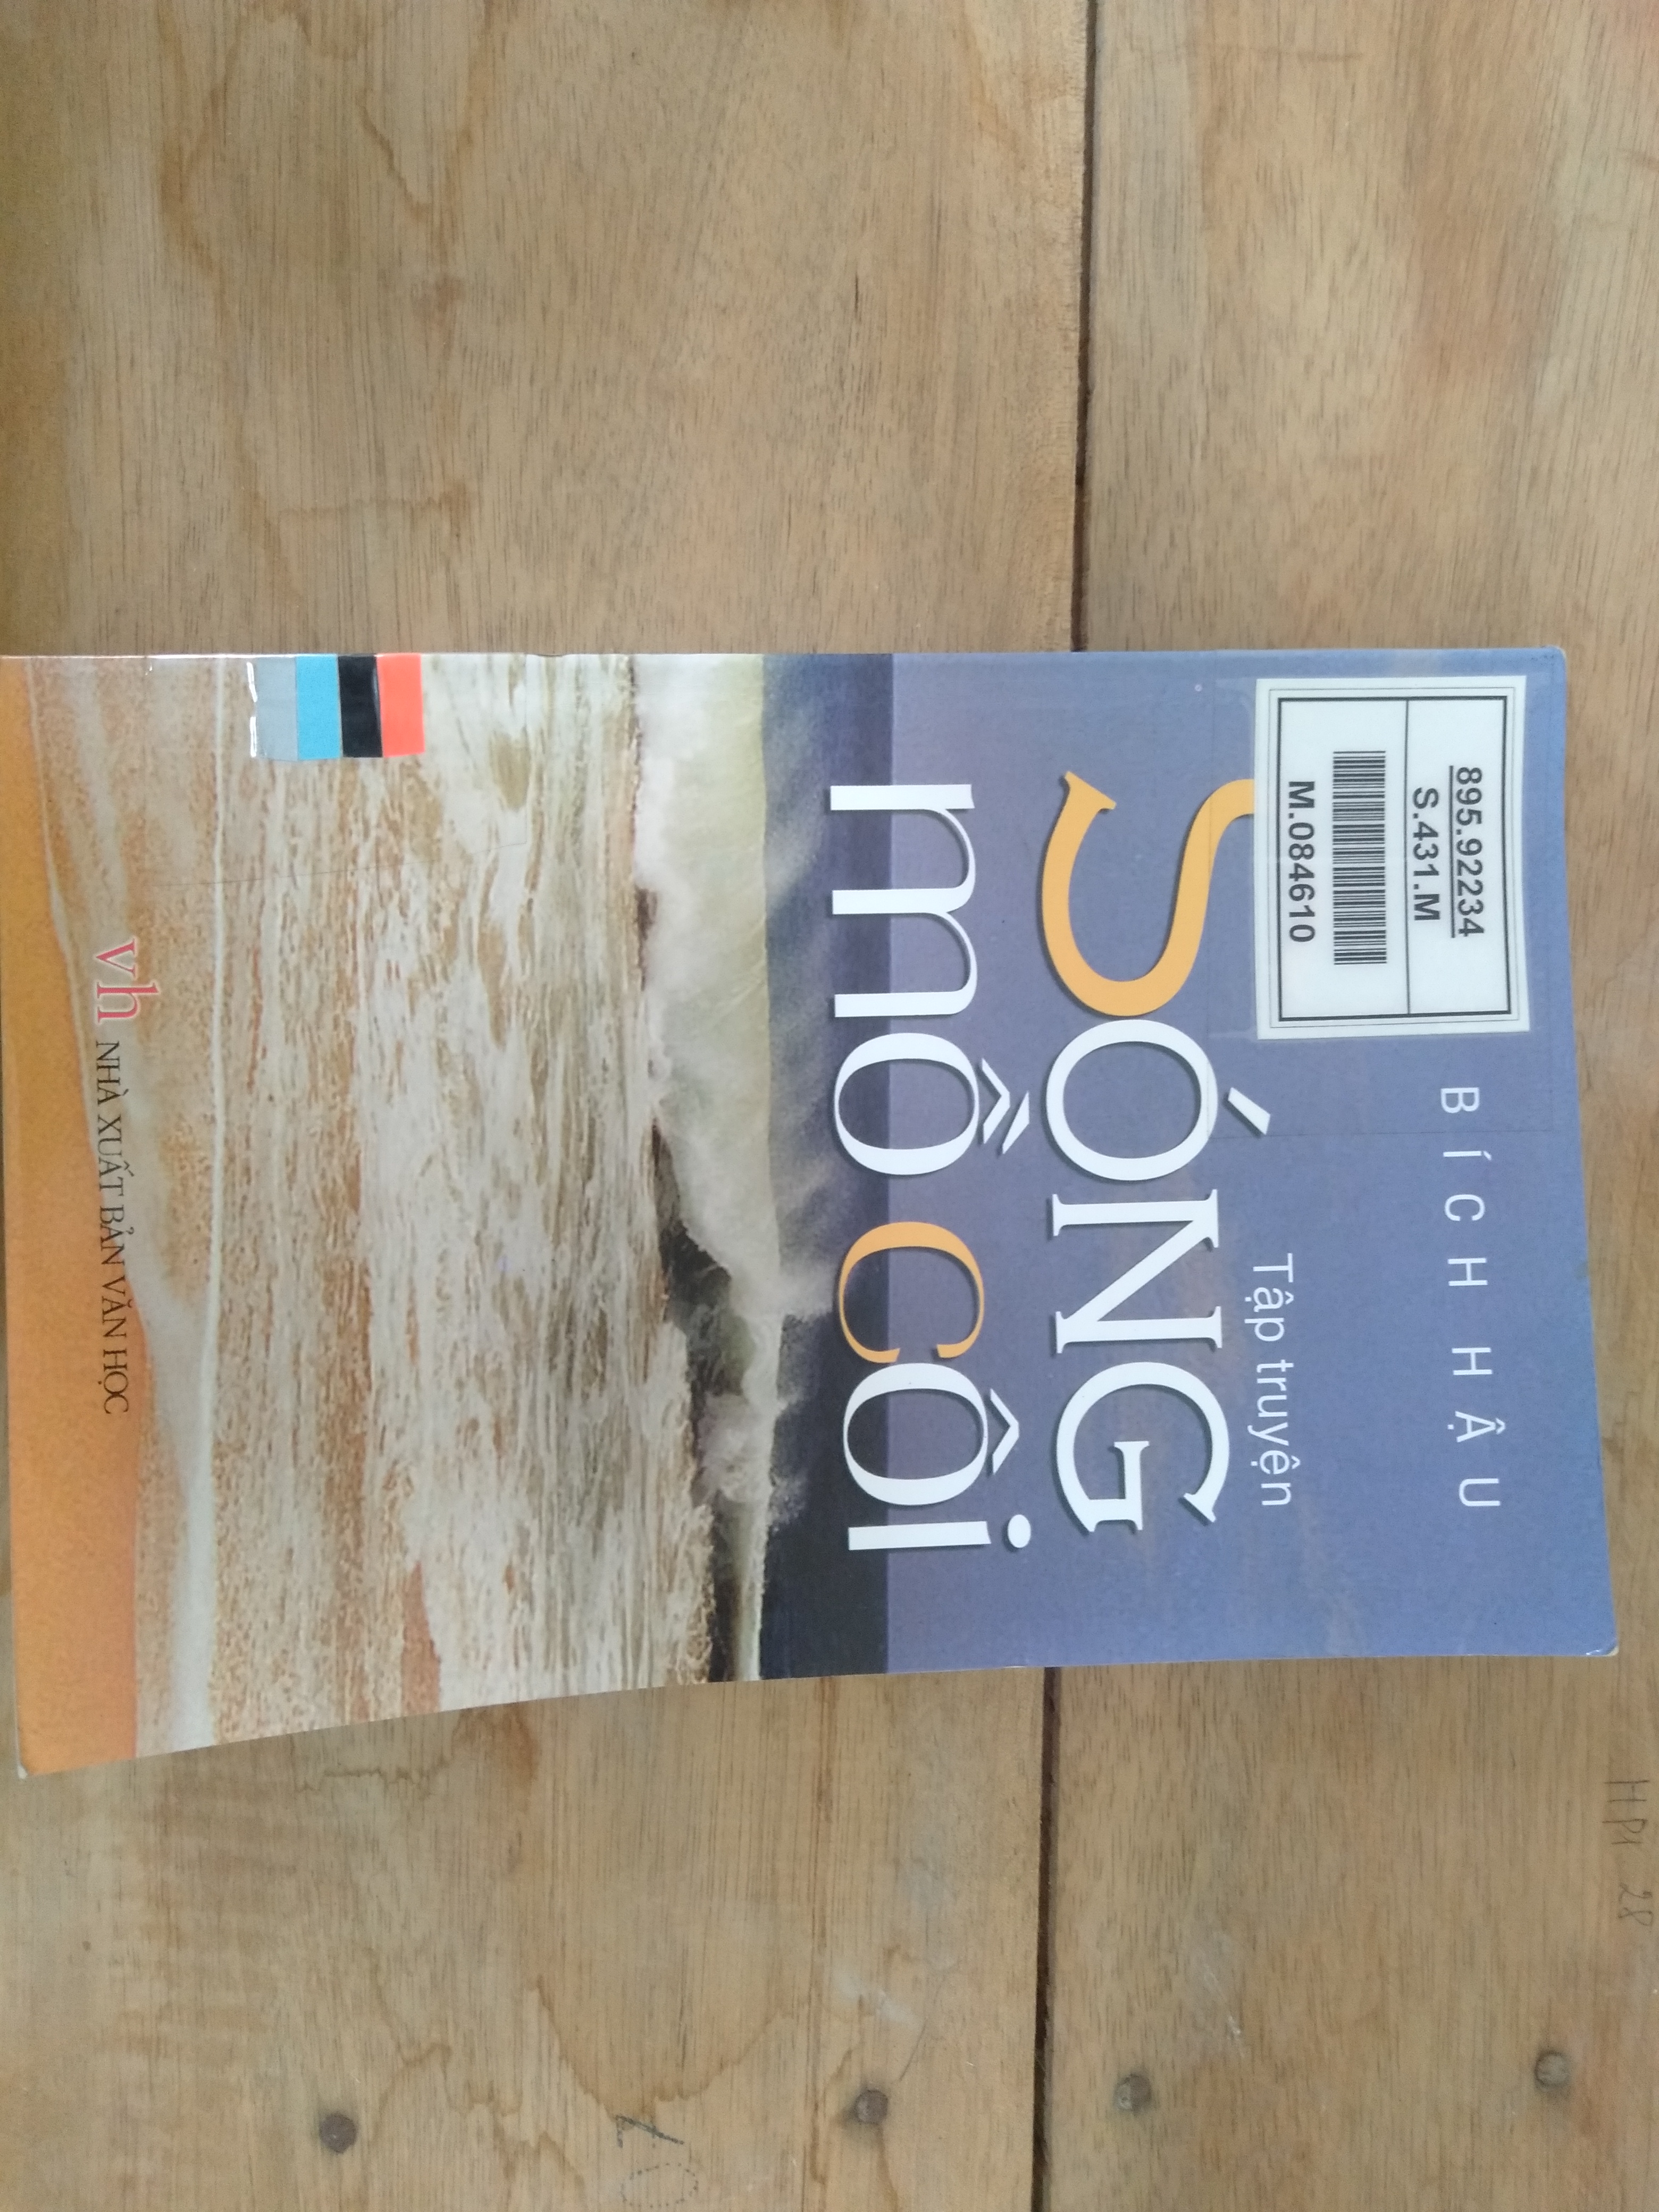 895.92234
S.431.M
M.084610
BÍCH HẬU
Tập truyện
SÓNG
mồ côi
vh NHÀ XUẤT BẢN VĂN HỌC